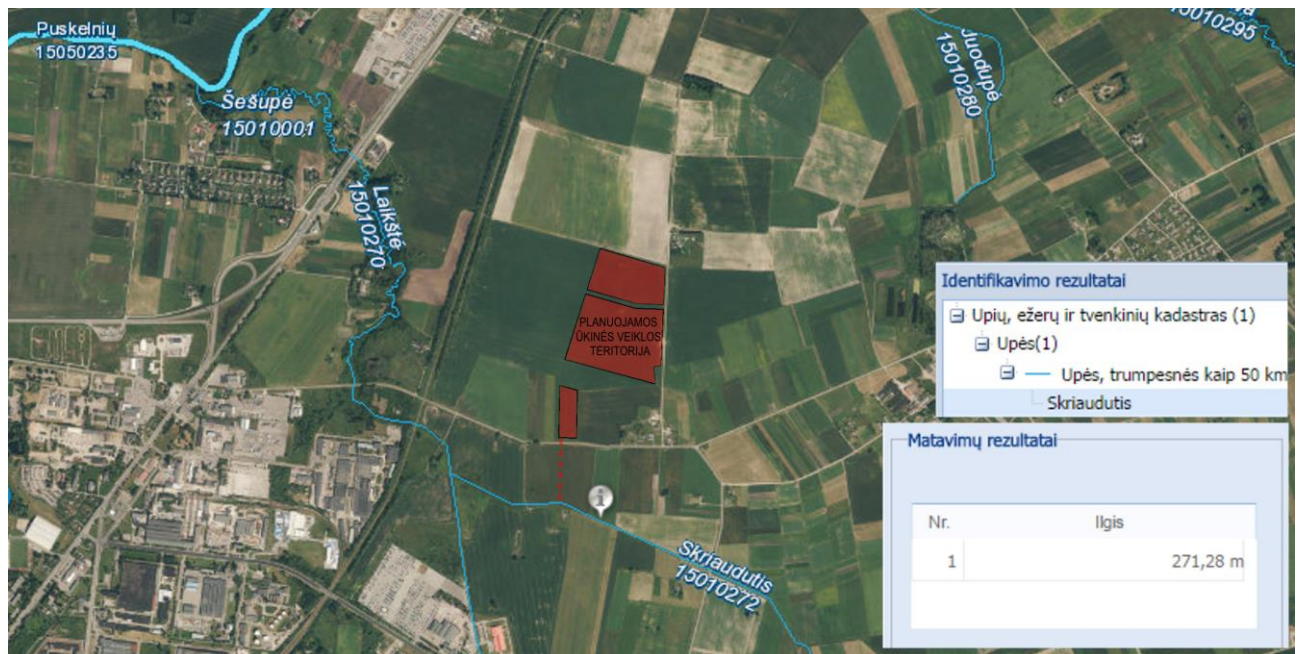 Puskelnių
15050235
Šešupė
15010001
Laikštė
15010270
Juodupė
15010280
15010295
PLANUOJAMOS
ŪKINĖS VEIKLOS
TERITORIJA
Skriaudutis
15010272
Identifikavimo rezultatai
Upių, ežerų ir tvenkinių kadastras (1)
Upės(1)
Upės, trumpesnės kaip 50 km
Skriaudutis
Matavimų rezultatai
Nr. Ilgis
1 271,28 m